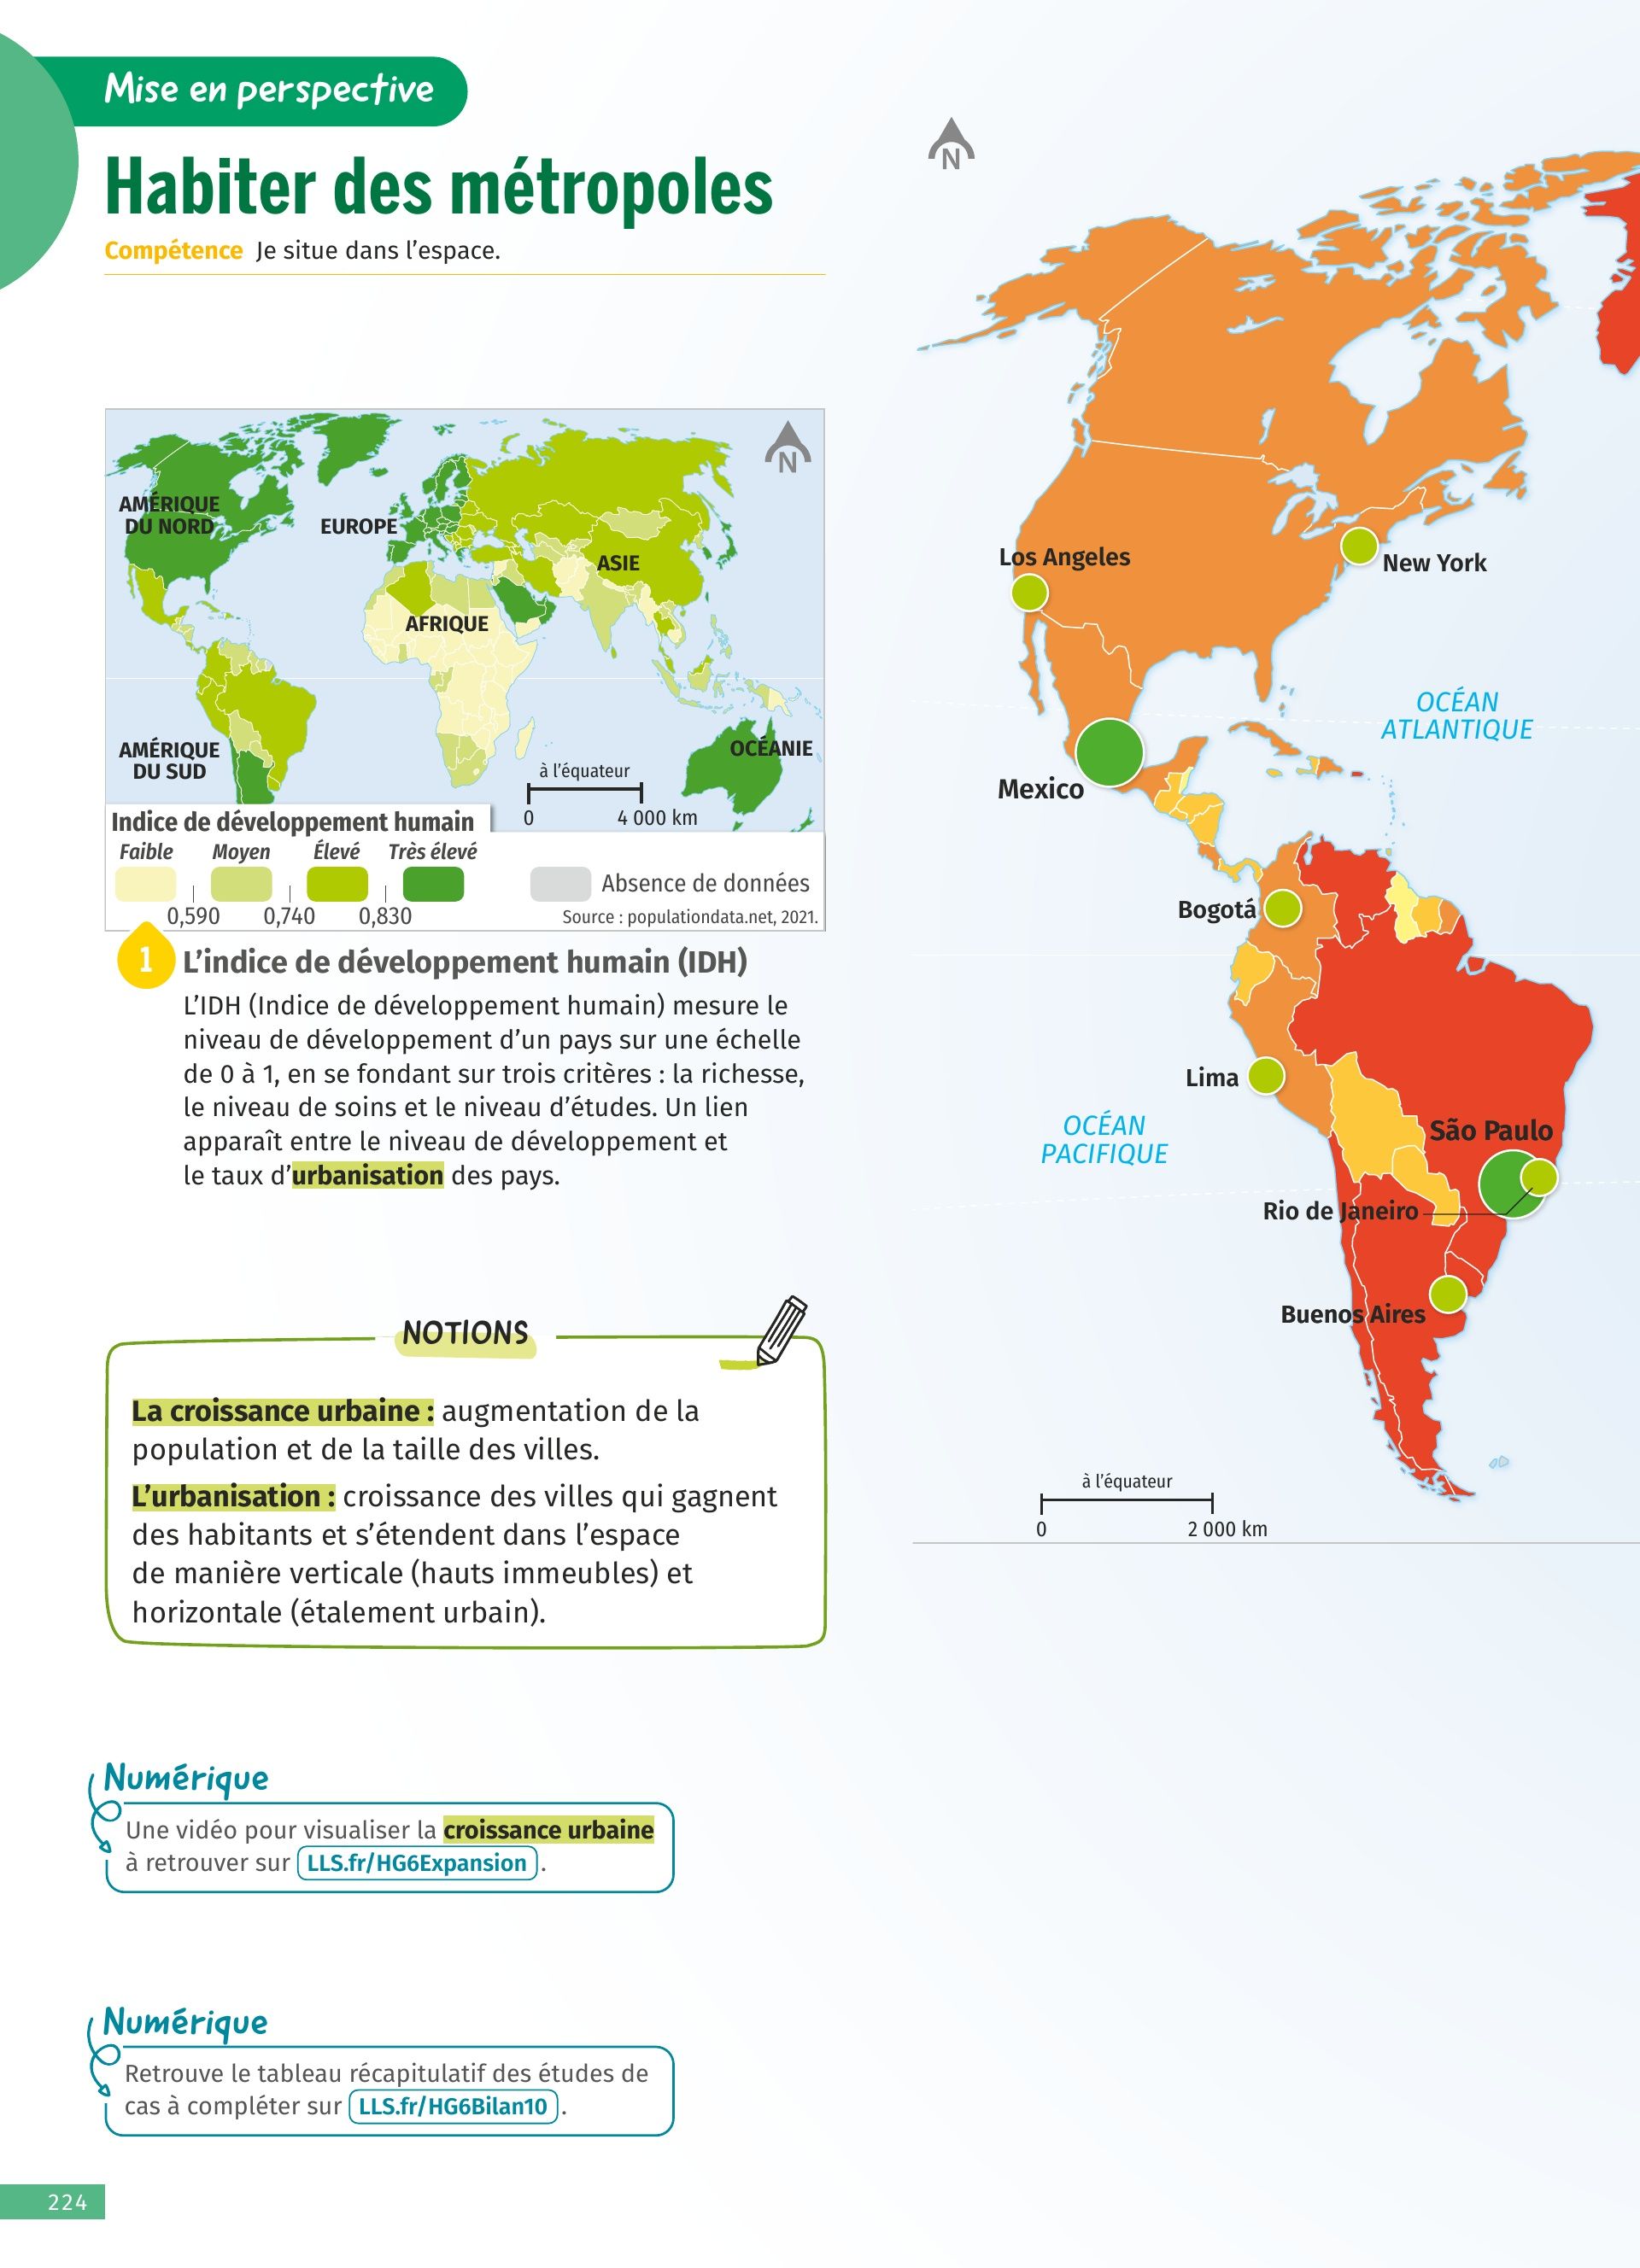 Mise en perspective
Habiter des métropoles
Compétence Je situe dans l'espace.
N
AMÉRIQUE
DU NORD
EUROPE
ASIE
AFRIQUE
AMÉRIQUE
DU SUD
OCÉANIE
à l'équateur
0 4 000 km
Indice de développement humain
Faible Moyen Élevé Très élevé
0,590 0,740 0,830
Absence de données
Source : populationdata.net, 2021.
1 L'indice de développement humain (IDH)
L'IDH (Indice de développement humain) mesure le
niveau de développement d'un pays sur une échelle
de 0 à 1, en se fondant sur trois critères : la richesse,
le niveau de soins et le niveau d'études. Un lien
apparaît entre le niveau de développement et
le taux d'urbanisation des pays.
NOTIONS
La croissance urbaine : augmentation de la
population et de la taille des villes.
L'urbanisation : croissance des villes qui gagnent
des habitants et s'étendent dans l'espace
de manière verticale (hauts immeubles) et
horizontale (étalement urbain).
Numérique
Une vidéo pour visualiser la croissance urbaine
à retrouver sur LLS.fr/HG6Expansion .
Numérique
Retrouve le tableau récapitulatif des études de
cas à compléter sur LLS.fr/HG6Bilan10 .
224
N
Los Angeles
New York
OCÉAN
ATLANTIQUE
Mexico
Bogotá
Lima
OCÉAN
PACIFIQUE
São Paulo
Rio de Janeiro
Buenos Aires
à l'équateur
0 2 000 km